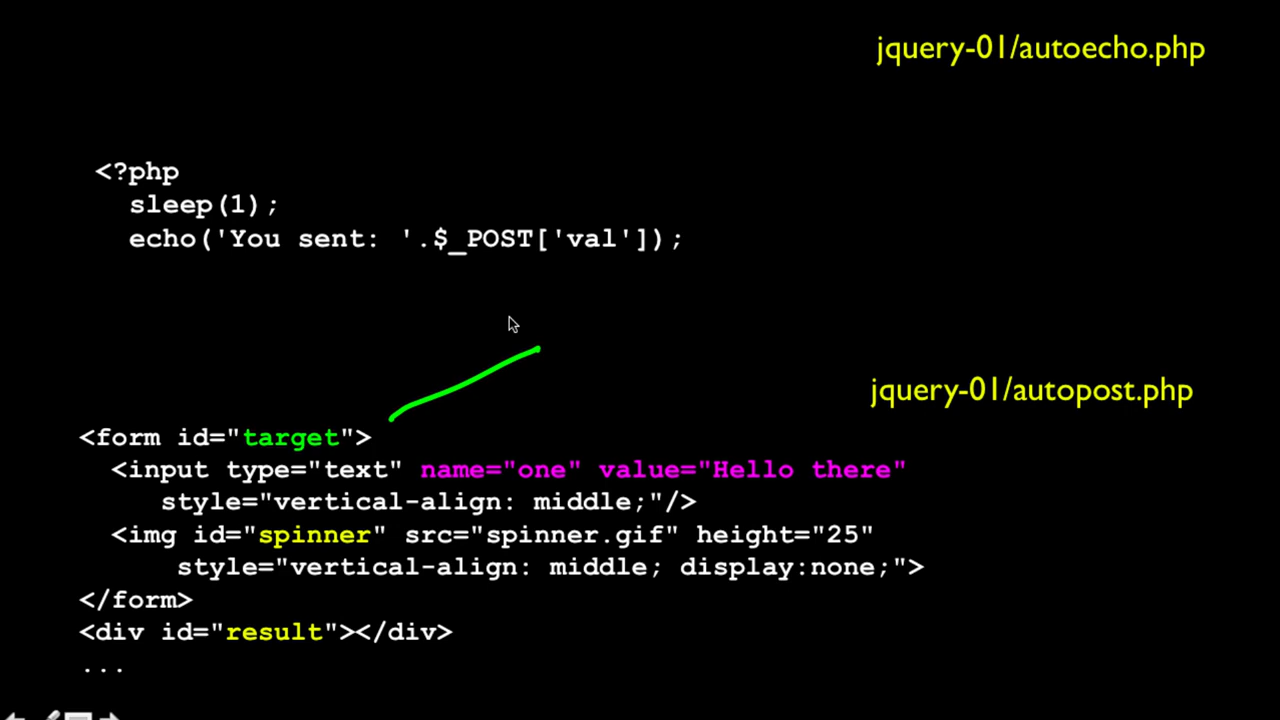 jquery-01/autoecho.php
<?php
sleep(1);
echo('You sent: '.$_POST['val']);
jquery-01/autopost.php
<form id="target">
<input type="text" name="one" value="Hello there"
style="vertical-align: middle;"/>
<img id="spinner" src="spinner.gif" height="25"
style="vertical-align: middle; display:none;">
</form>
<div id="result"></div>
...